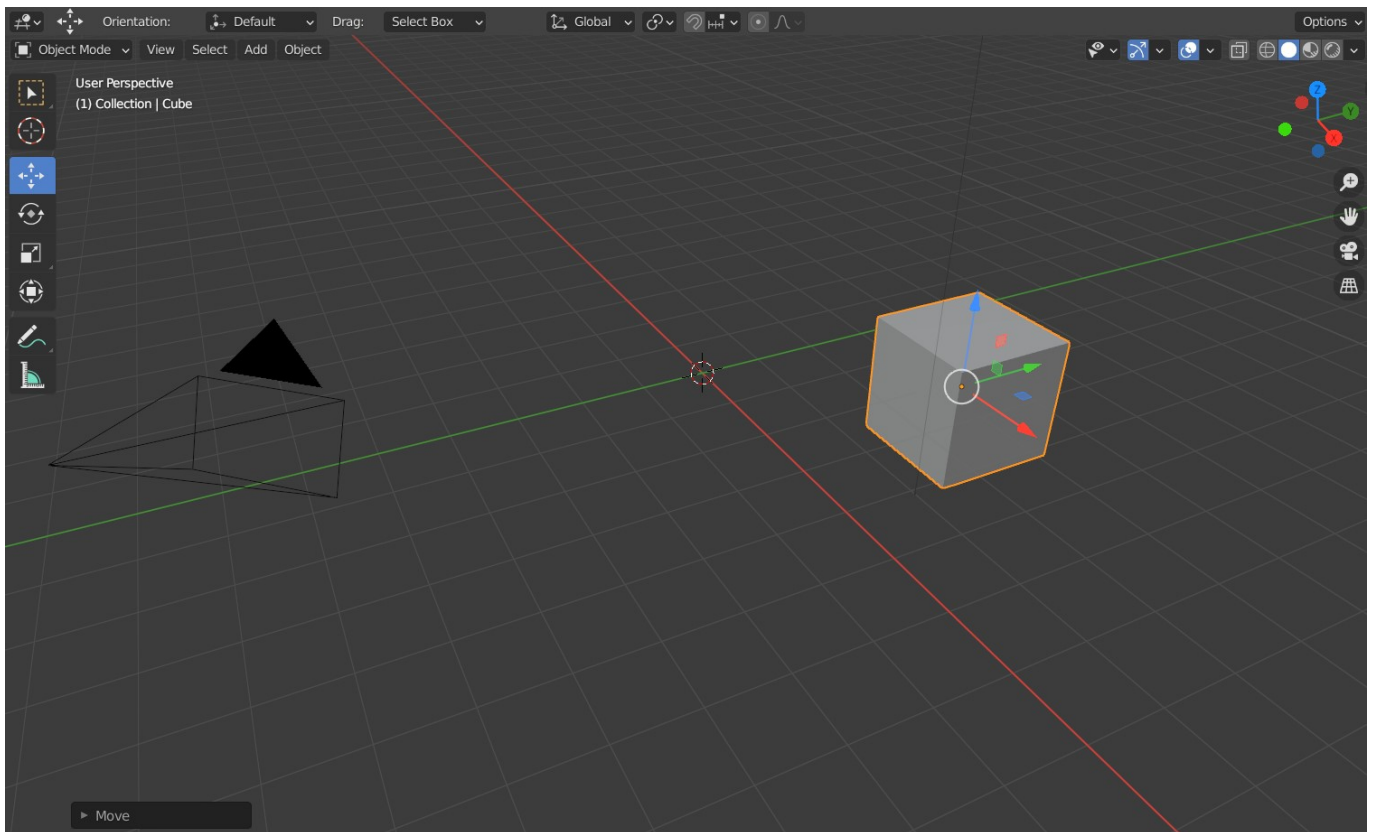 Orientation: Default Drag: Select Box Global Options
Object Mode View Select Add Object
User Perspective
(1) Collection | Cube
Z
Y
X
Move